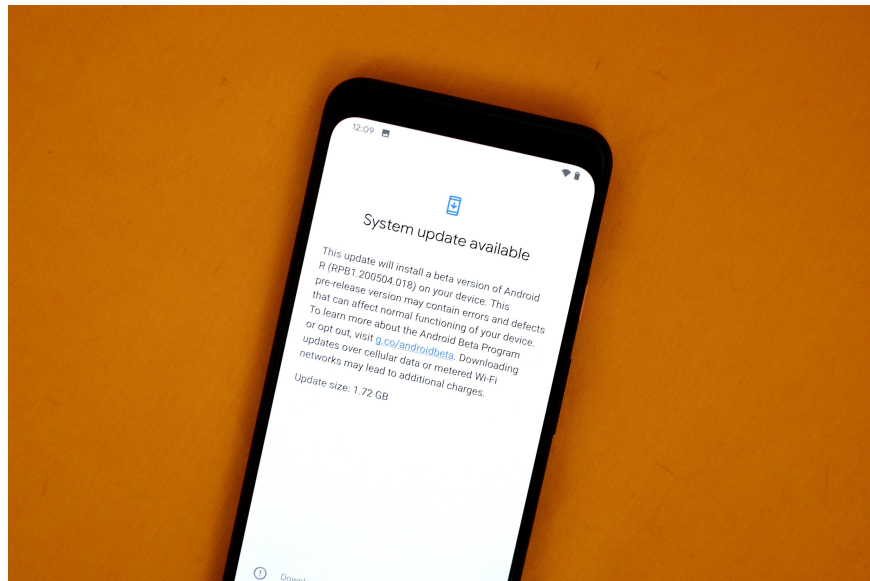 12:09
System update available
This update will install a beta version of Android
R (RPB1.200504.018) on your device. This
pre-release version may contain errors and defects
that can affect normal functioning of your device.
To learn more about the Android Beta Program
or opt out, visit g.co/androidbeta. Downloading
updates over cellular data or metered Wi-Fi
networks may lead to additional charges.
Update size: 1.72 GB